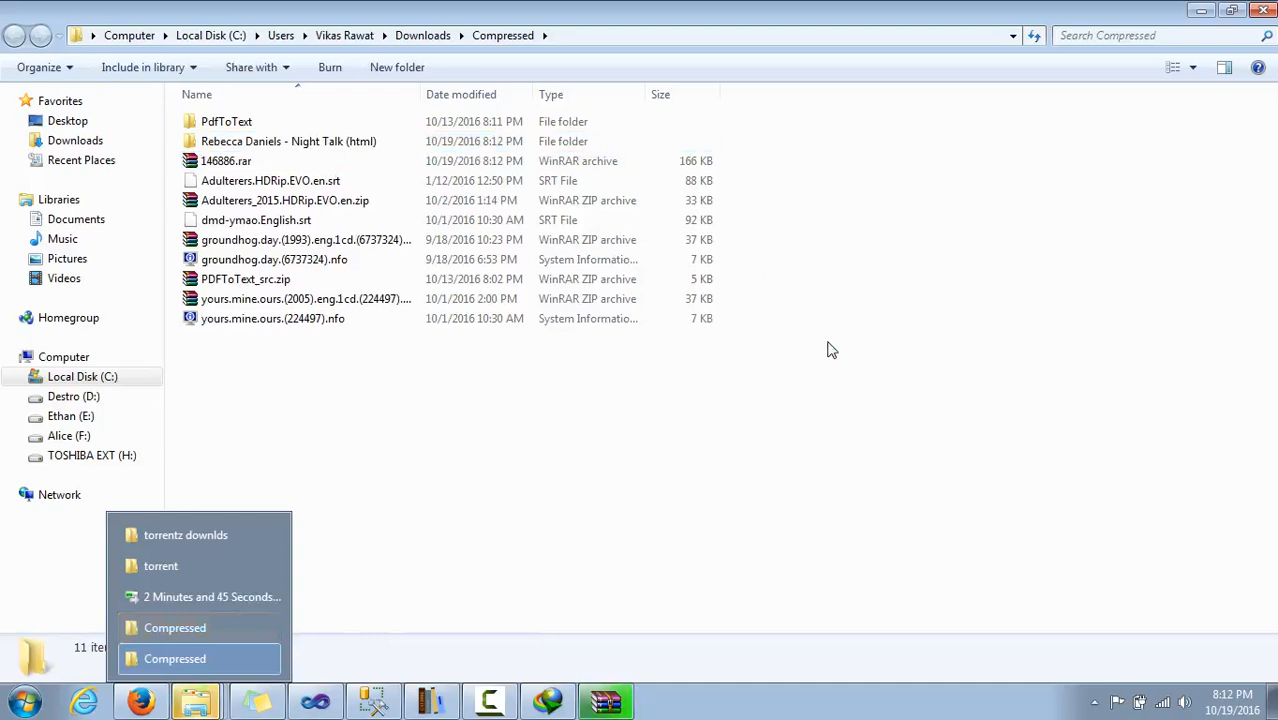 Computer Local Disk (C:) Users Vikas Rawat Downloads Compressed Search Compressed
Organize Include in library Share with Burn New folder
Name Date modified Type Size
Favorites
Desktop
Downloads
Recent Places
Libraries
Documents
Music
Pictures
Videos
Homegroup
Computer
Local Disk (C:)
Destro (D:)
Ethan (E:)
Alice (F:)
TOSHIBA EXT (H:)
Network
PdfToText 10/13/2016 8:11 PM File folder
Rebecca Daniels - Night Talk (html) 10/19/2016 8:12 PM File folder
146886.rar 10/19/2016 8:12 PM WinRAR archive 166 KB
Adulterers.HDRip.EVO.en.srt 1/12/2016 12:50 PM SRT File 88 KB
Adulterers_2015.HDRip.EVO.en.zip 10/2/2016 1:14 PM WinRAR ZIP archive 33 KB
dmd-ymao.English.srt 10/1/2016 10:30 AM SRT File 92 KB
groundhog.day.(1993).eng.1cd.(6737324)... 9/18/2016 10:23 PM WinRAR ZIP archive 37 KB
groundhog.day.(6737324).nfo 9/18/2016 6:53 PM System Informatio... 7 KB
PDFToText_src.zip 10/13/2016 8:02 PM WinRAR ZIP archive 5 KB
yours.mine.ours.(2005).eng.1cd.(224497).... 10/1/2016 2:00 PM WinRAR ZIP archive 37 KB
yours.mine.ours.(224497).nfo 10/1/2016 10:30 AM System Informatio... 7 KB
torrentz downlds
torrent
2 Minutes and 45 Seconds...
Compressed
Compressed
11 ite
8:12 PM
10/19/2016